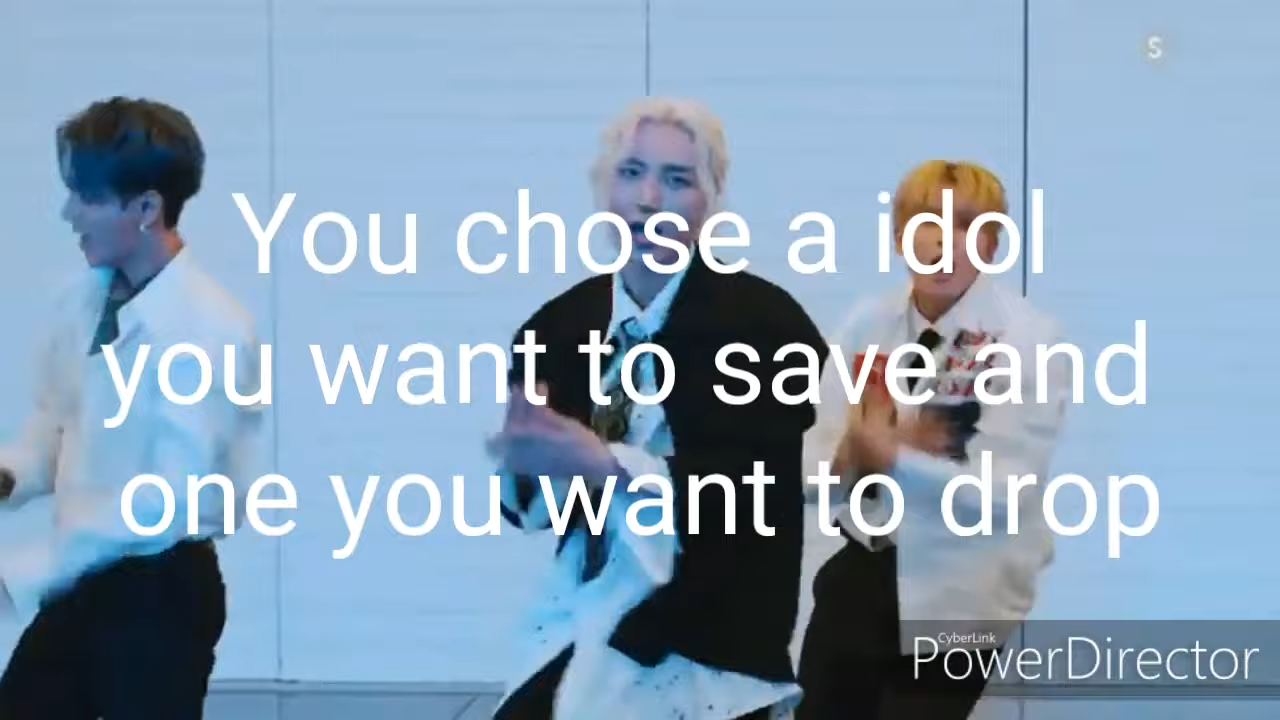 S
You chose a idol
you want to save and
one you want to drop
CyberLink
PowerDirector